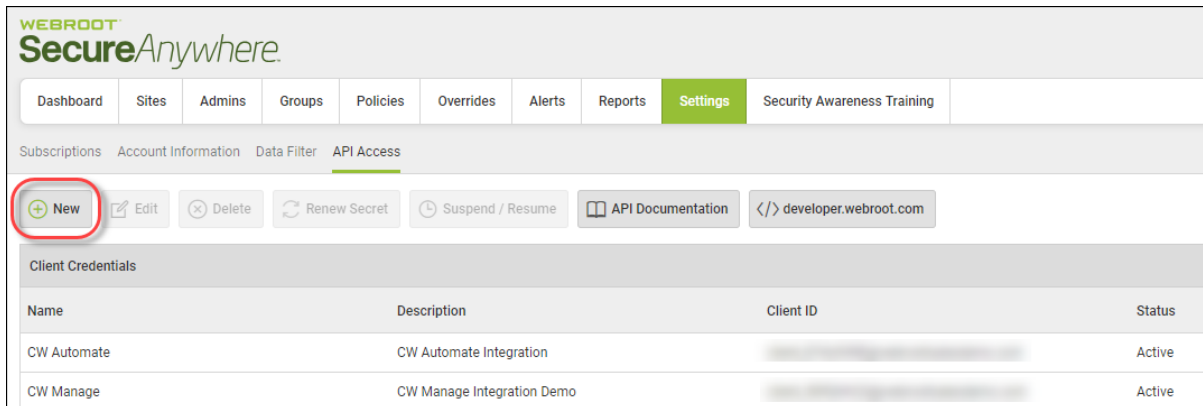 WEBROOT
SecureAnywhere.
Dashboard Sites Admins Groups Policies Overrides Alerts Reports Settings Security Awareness Training
Subscriptions Account Information Data Filter API Access
New Edit Delete Renew Secret Suspend / Resume API Documentation </> developer.webroot.com
Client Credentials
Name Description Client ID Status
CW Automate CW Automate Integration Active
CW Manage CW Manage Integration Demo Active